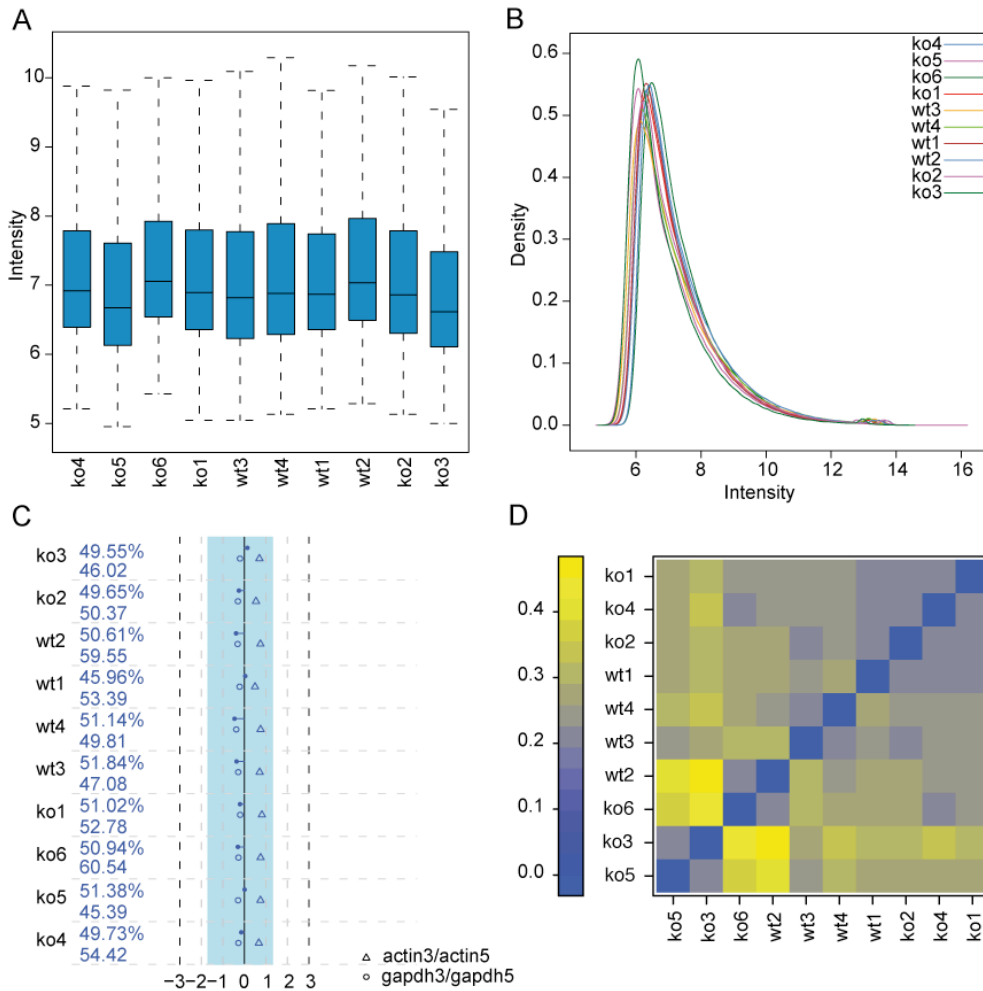 A
Intensity
10
9
8
7
6
5
ko4 ko5 ko6 ko1 wt3 wt4 wt1 wt2 ko2 ko3
B
Density
0.6
0.5
0.4
0.3
0.2
0.1
0.0
6 8 10 12 14 16
Intensity
ko4
ko5
ko6
ko1
wt3
wt4
wt1
wt2
ko2
ko3
C
ko3 49.55%
46.02
ko2 49.65%
50.37
wt2 50.61%
59.55
wt1 45.96%
53.39
wt4 51.14%
49.81
wt3 51.84%
47.08
ko1 51.02%
52.78
ko6 50.94%
60.54
ko5 51.38%
45.39
ko4 49.73%
54.42
−3 −2 −1 0 1 2 3
actin3/actin5
gapdh3/gapdh5
D
0.4
0.3
0.2
0.1
0.0
ko1
ko4
ko2
wt1
wt4
wt3
wt2
ko6
ko3
ko5
ko5 ko3 ko6 wt2 wt3 wt4 wt1 ko2 ko4 ko1